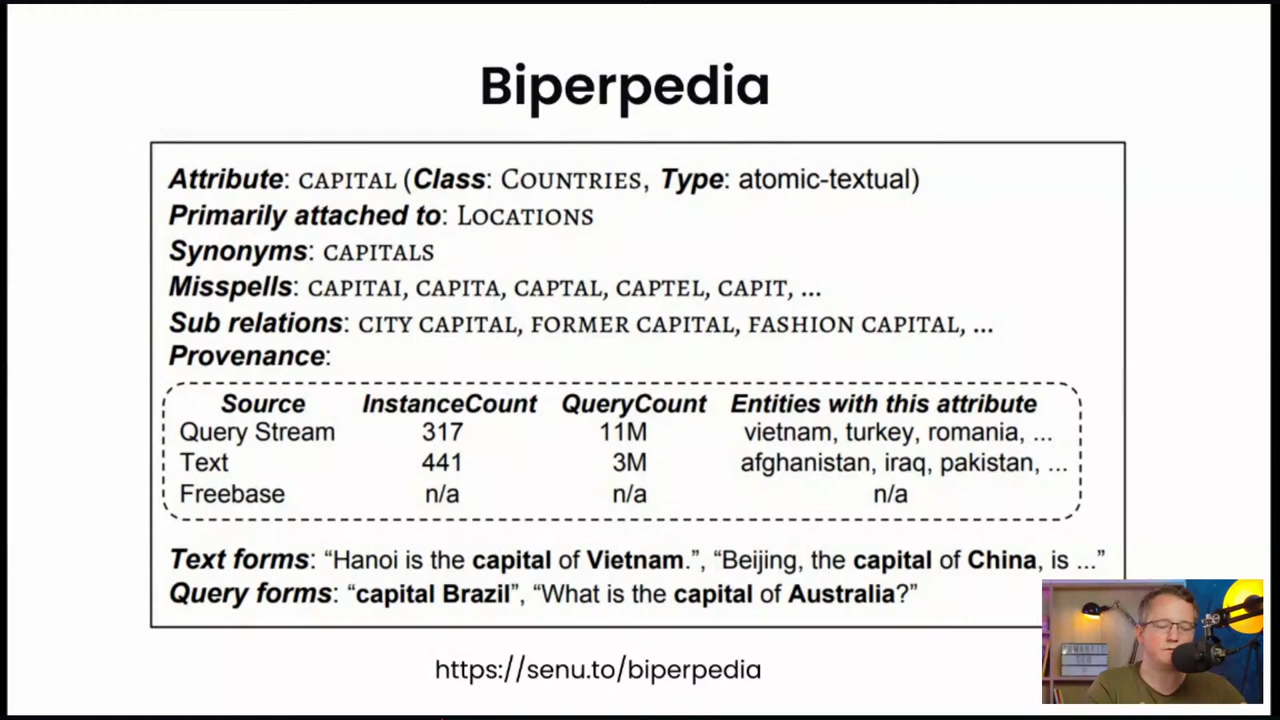 Biperpedia
Attribute: CAPITAL (Class: COUNTRIES, Type: atomic-textual)
Primarily attached to: LOCATIONS
Synonyms: CAPITALS
Misspells: CAPITAI, CAPITA, CAPTAL, CAPTEL, CAPIT, ...
Sub relations: CITY CAPITAL, FORMER CAPITAL, FASHION CAPITAL, ...
Provenance:
Source InstanceCount QueryCount Entities with this attribute
Query Stream 317 11M vietnam, turkey, romania, ...
Text 441 3M afghanistan, iraq, pakistan, ...
Freebase n/a n/a n/a
Text forms: “Hanoi is the capital of Vietnam.”, “Beijing, the capital of China, is ...”
Query forms: “capital Brazil”, “What is the capital of Australia?”
https://senu.to/biperpedia
SEO